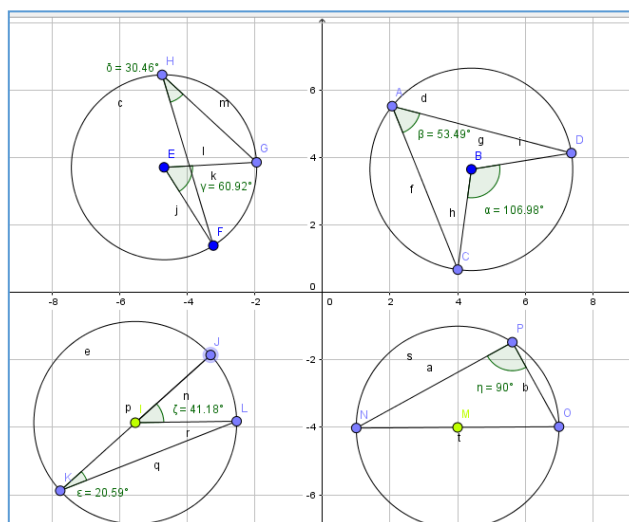 H
δ = 30.46°
c
m
E
l
G
k
γ = 60.92°
j
F
6
4
2
0
-8
-6
-4
-2
A
d
β = 53.49°
g
i
D
B
f
h
α = 106.98°
C
0
2
4
6
8
J
e
p
I
n
ζ = 41.18°
L
r
q
K
ε = 20.59°
-2
-4
-6
P
s
a
η = 90°
b
N
M
O
t